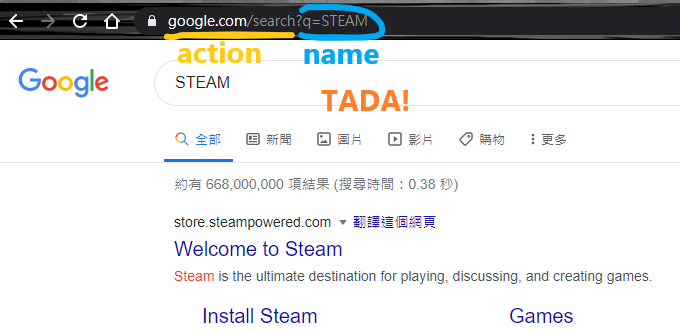 google.com/search?q=STEAM
action name
Google
STEAM
TADA!
全部 新聞 圖片 影片 購物 更多
約有 668,000,000 項結果 (搜尋時間：0.38 秒)
store.steampowered.com 翻譯這個網頁
Welcome to Steam
Steam is the ultimate destination for playing, discussing, and creating games.
Install Steam Games